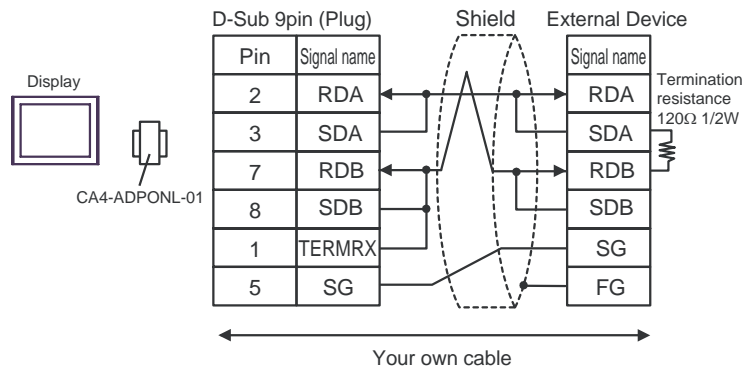 D-Sub 9pin (Plug)
Shield
External Device
Pin
Signal name
Signal name
Display
2
RDA
RDA
Termination
resistance
120Ω 1/2W
3
SDA
SDA
7
RDB
RDB
CA4-ADPONL-01
8
SDB
SDB
1
TERMRX
SG
5
SG
FG
Your own cable